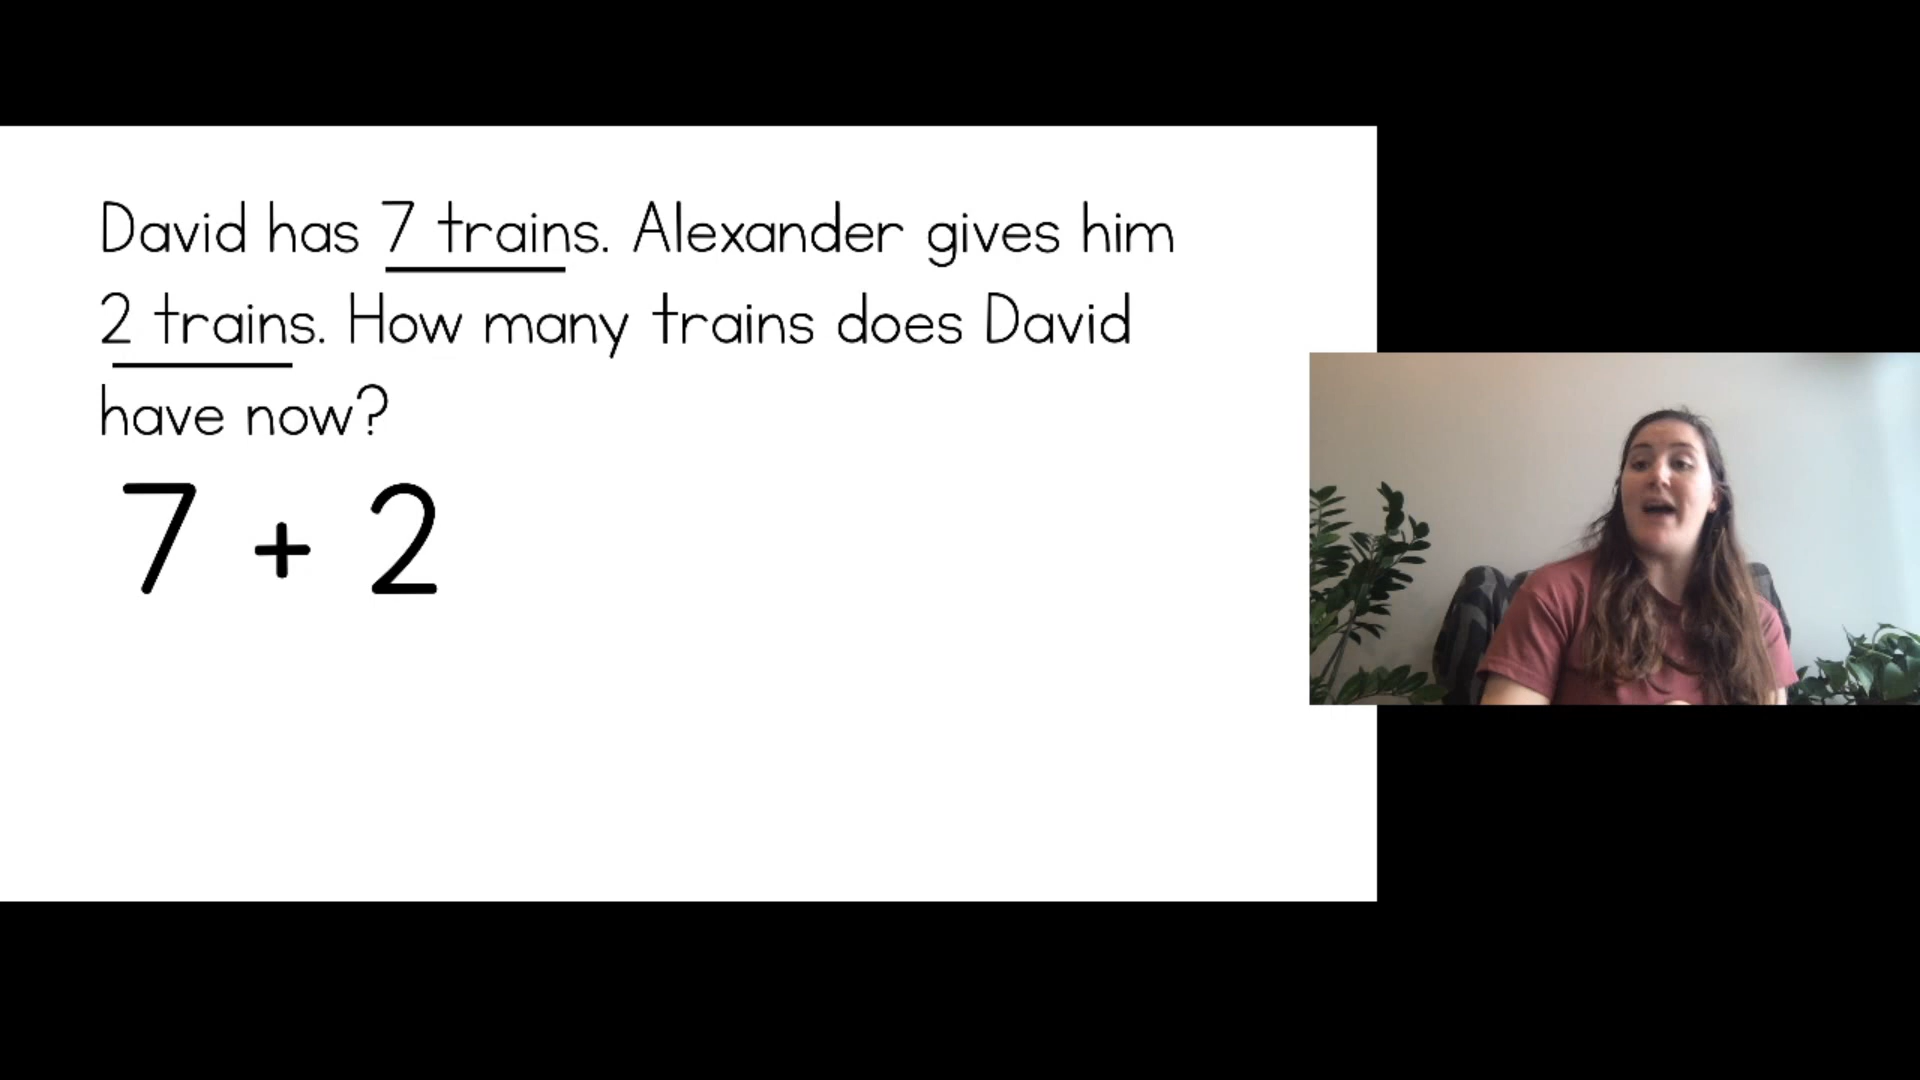 David has 7 trains. Alexander gives him
2 trains. How many trains does David
have now?
7 + 2